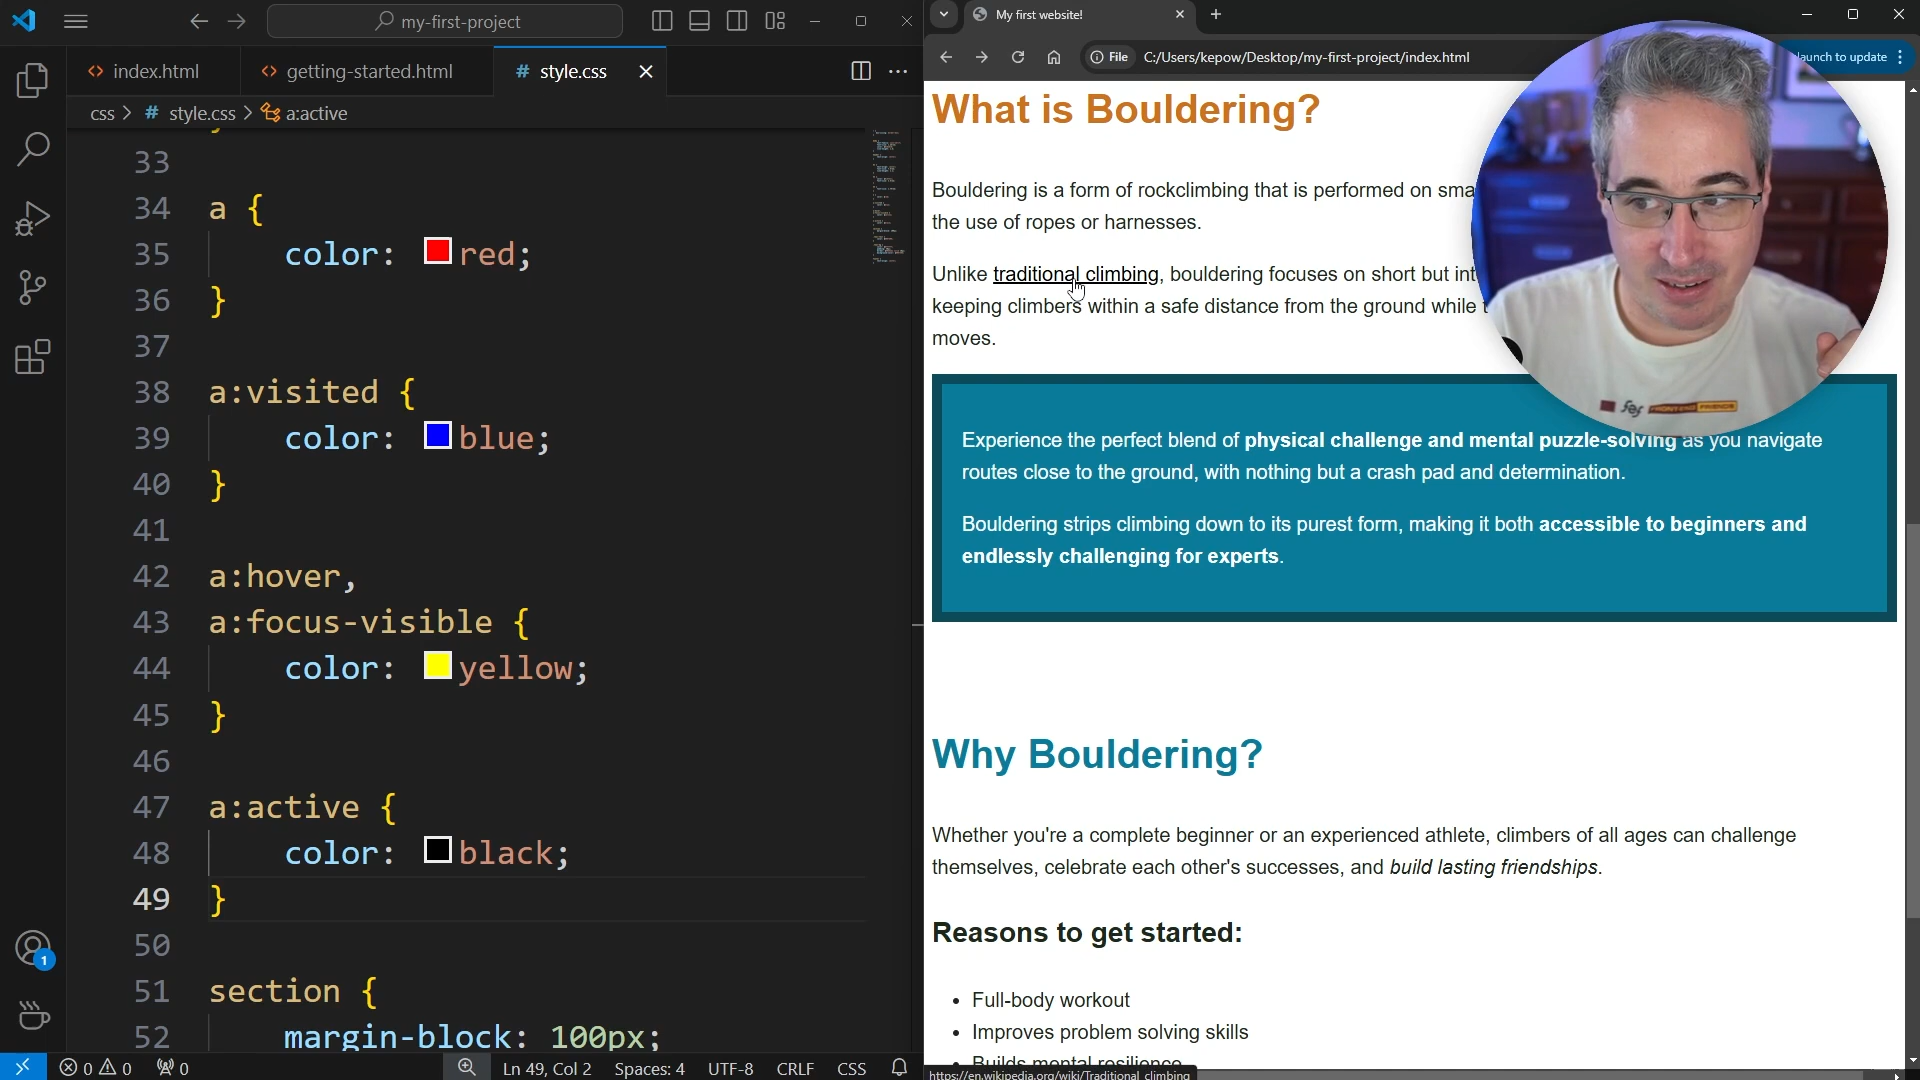 my-first-project
index.html
getting-started.html
# style.css
css > # style.css > a:active
33
34 a {
35 color: red;
36 }
37
38 a:visited {
39 color: blue;
40 }
41
42 a:hover,
43 a:focus-visible {
44 color: yellow;
45 }
46
47 a:active {
48 color: black;
49 }
50
51 section {
52 margin-block: 100px;
1
0 0 0
Ln 49, Col 2
Spaces: 4
UTF-8
CRLF
CSS
My first website!
File
C:/Users/kepow/Desktop/my-first-project/index.html
launch to update
What is Bouldering?
Bouldering is a form of rockclimbing that is performed on sma
the use of ropes or harnesses.
Unlike traditional climbing, bouldering focuses on short but int
keeping climbers within a safe distance from the ground while
moves.
fef FRONTEND FRIENDS
Experience the perfect blend of physical challenge and mental puzzle-solving as you navigate
routes close to the ground, with nothing but a crash pad and determination.
Bouldering strips climbing down to its purest form, making it both accessible to beginners and
endlessly challenging for experts.
Why Bouldering?
Whether you're a complete beginner or an experienced athlete, climbers of all ages can challenge
themselves, celebrate each other's successes, and build lasting friendships.
Reasons to get started:
• Full-body workout
• Improves problem solving skills
• Builds mental resilience
https://en.wikipedia.org/wiki/Traditional_climbing